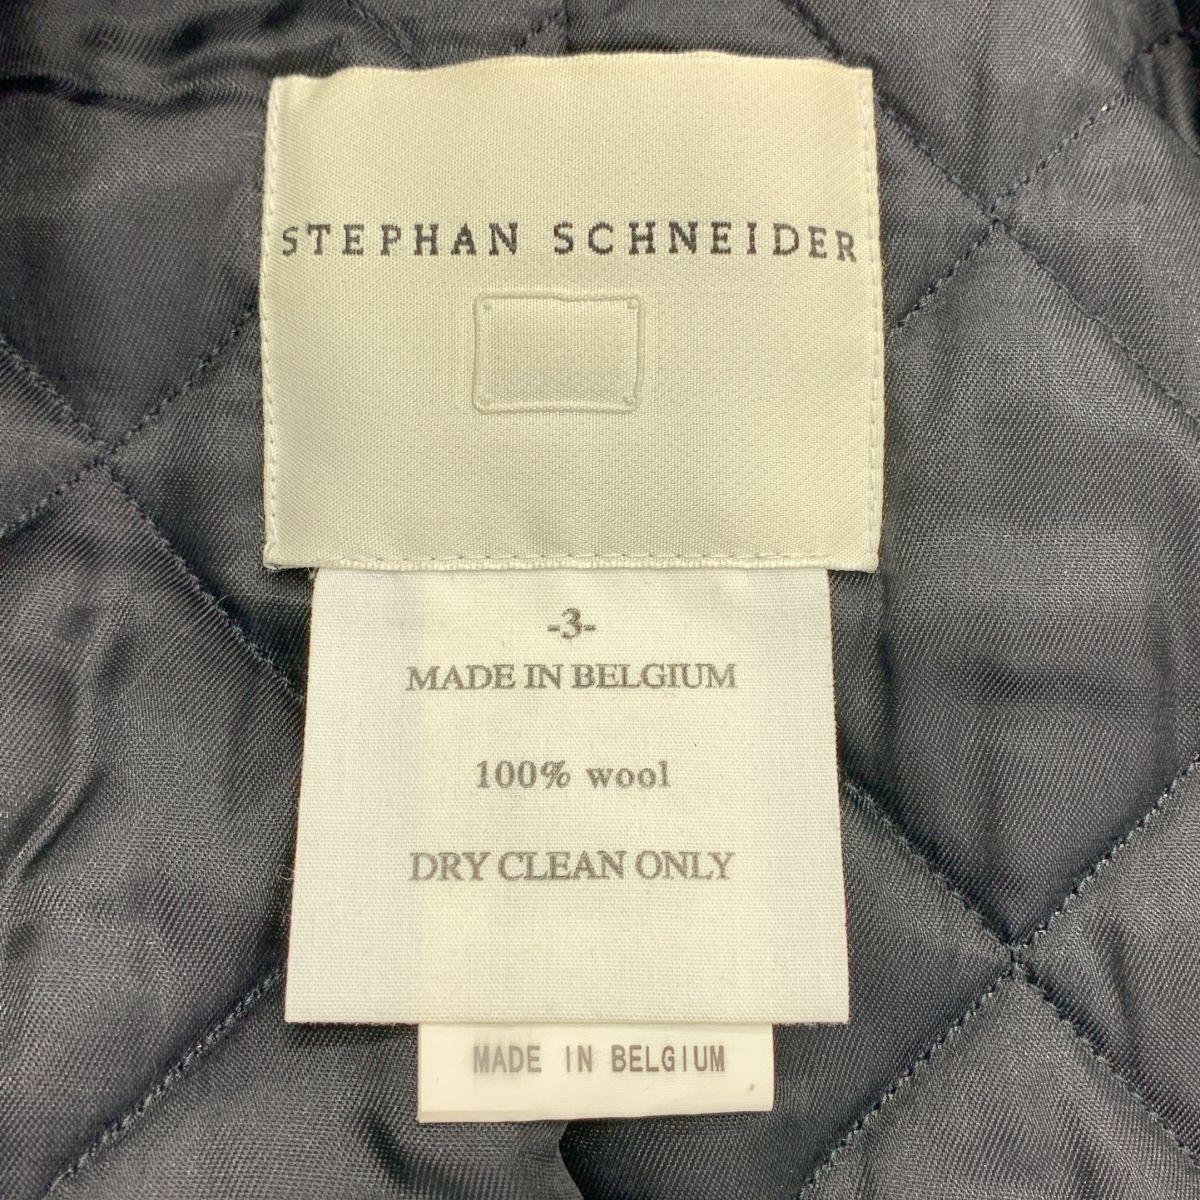 STEPHAN SCHNEIDER
-3-
MADE IN BELGIUM
100% wool
DRY CLEAN ONLY
MADE IN BELGIUM